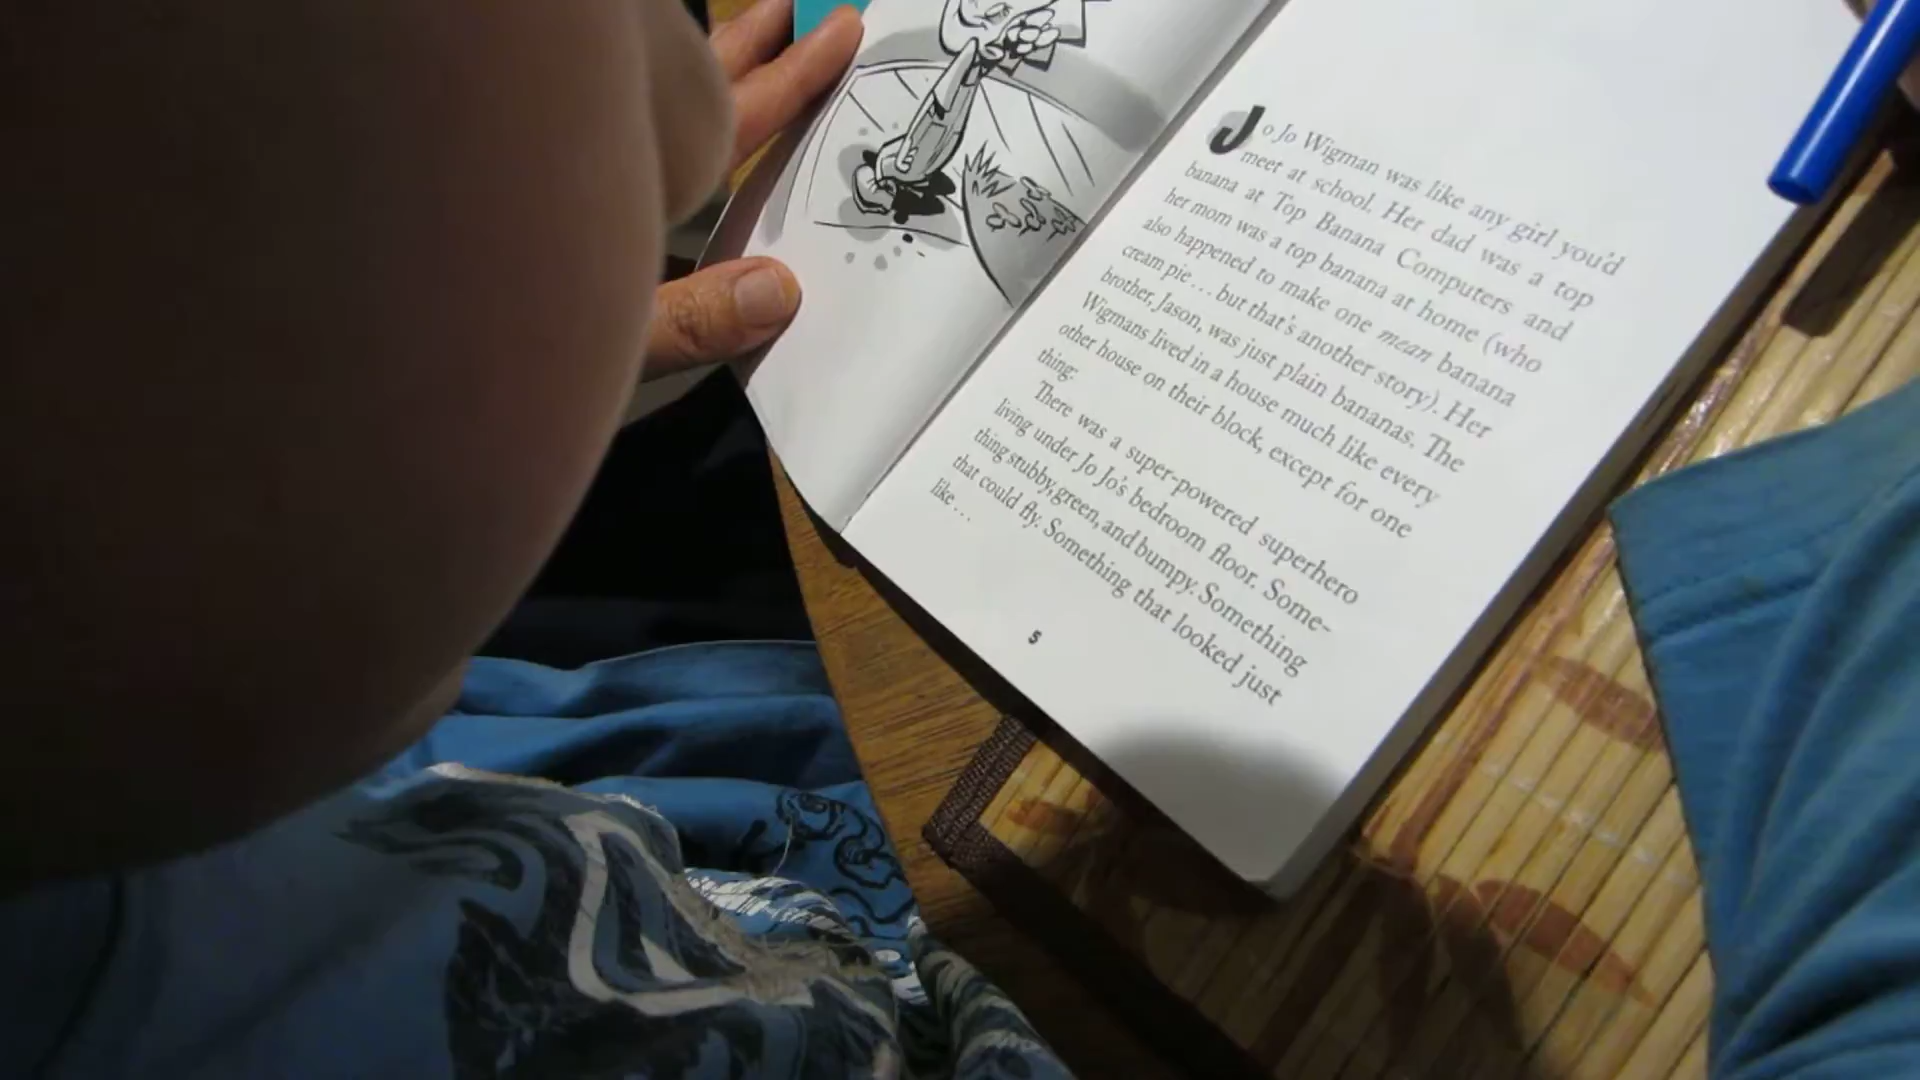 Jo Jo Wigman was like any girl you'd
meet at school. Her dad was a top
banana at Top Banana Computers and
her mom was a top banana at home (who
also happened to make one mean banana
cream pie... but that's another story). Her
brother, Jason, was just plain bananas. The
Wigmans lived in a house much like every
other house on their block, except for one
thing:
There was a super-powered superhero
living under Jo Jo's bedroom floor. Some-
thing stubby, green, and bumpy. Something
that could fly. Something that looked just
like...
5